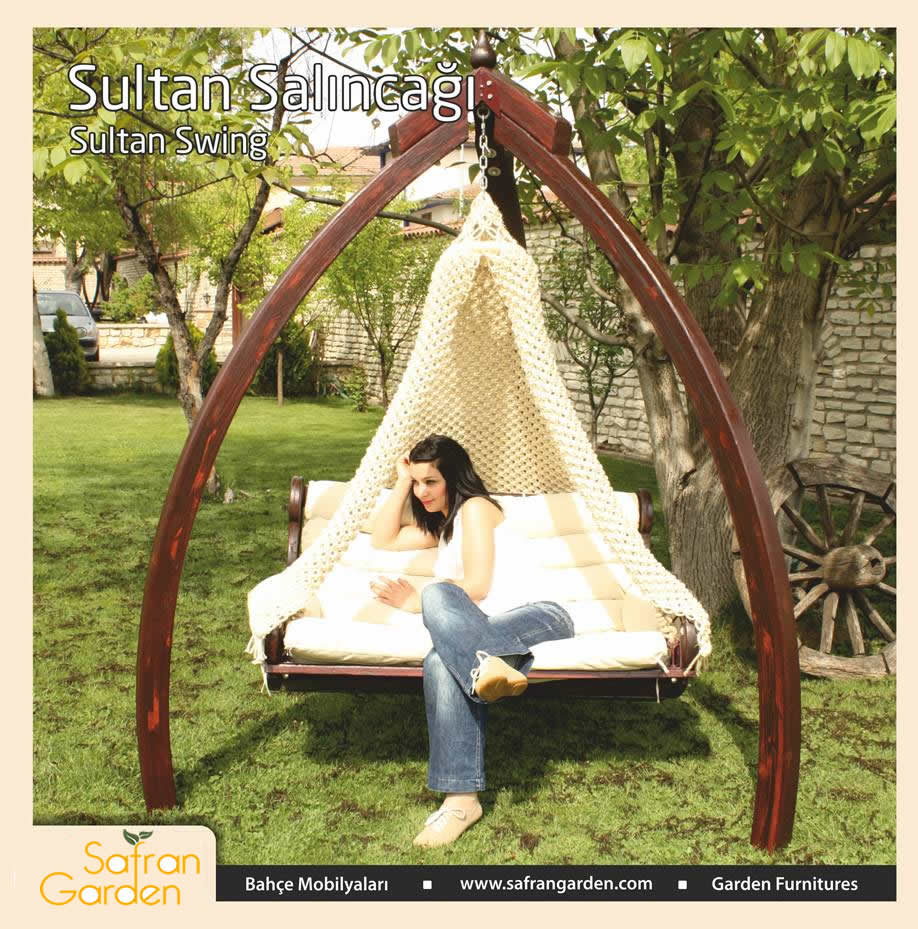 Sultan Salıncağı
Sultan Swing
Safran
Garden
Bahçe Mobilyaları ▪ www.safrangarden.com ▪ Garden Furnitures